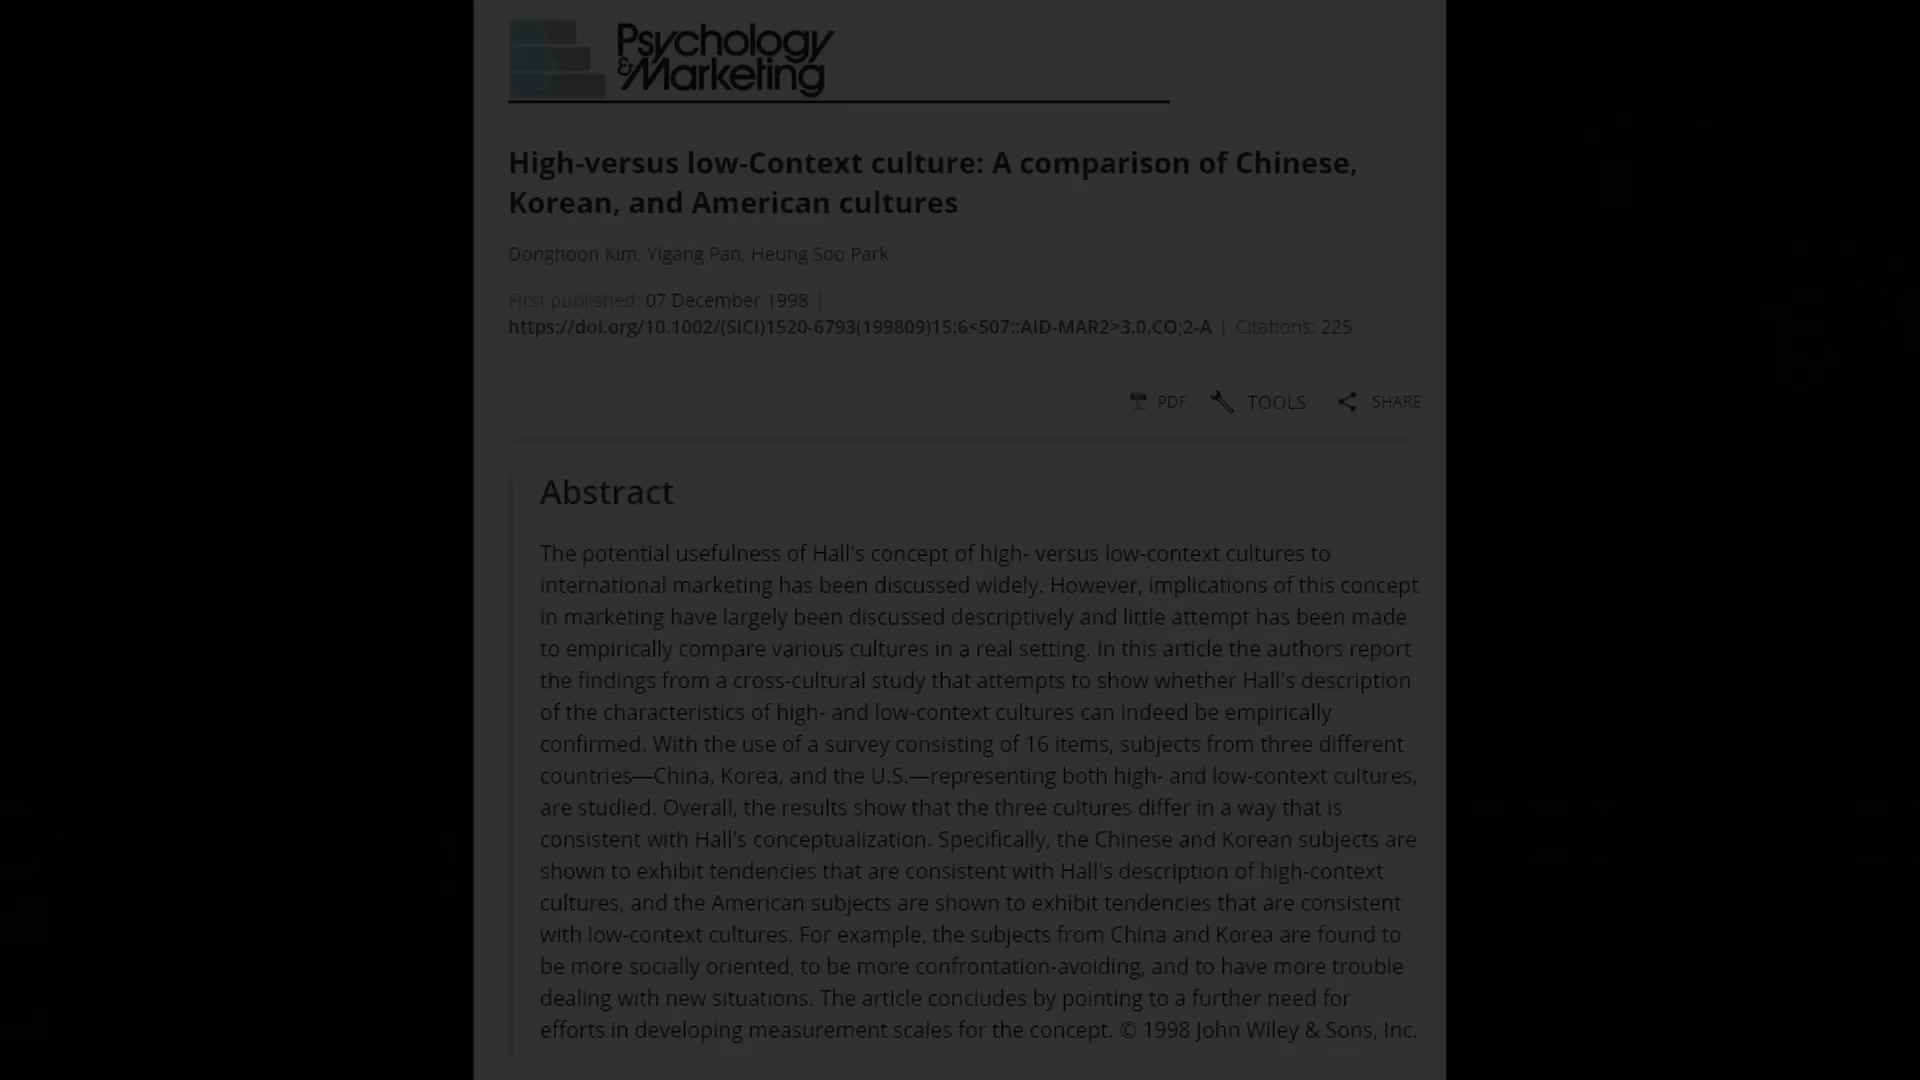 Psychology
&Marketing
High-versus low-Context culture: A comparison of Chinese,
Korean, and American cultures
Donghoon Kim, Yigang Pan, Heung Soo Park
First published: 07 December 1998 |
https://doi.org/10.1002/(SICI)1520-6793(199809)15:6<507::AID-MAR2>3.0.CO;2-A | Citations: 225
PDF TOOLS SHARE
Abstract
The potential usefulness of Hall's concept of high- versus low-context cultures to
international marketing has been discussed widely. However, implications of this concept
in marketing have largely been discussed descriptively and little attempt has been made
to empirically compare various cultures in a real setting. In this article the authors report
the findings from a cross-cultural study that attempts to show whether Hall's description
of the characteristics of high- and low-context cultures can indeed be empirically
confirmed. With the use of a survey consisting of 16 items, subjects from three different
countries—China, Korea, and the U.S.—representing both high- and low-context cultures,
are studied. Overall, the results show that the three cultures differ in a way that is
consistent with Hall's conceptualization. Specifically, the Chinese and Korean subjects are
shown to exhibit tendencies that are consistent with Hall's description of high-context
cultures, and the American subjects are shown to exhibit tendencies that are consistent
with low-context cultures. For example, the subjects from China and Korea are found to
be more socially oriented, to be more confrontation-avoiding, and to have more trouble
dealing with new situations. The article concludes by pointing to a further need for
efforts in developing measurement scales for the concept. © 1998 John Wiley & Sons, Inc.